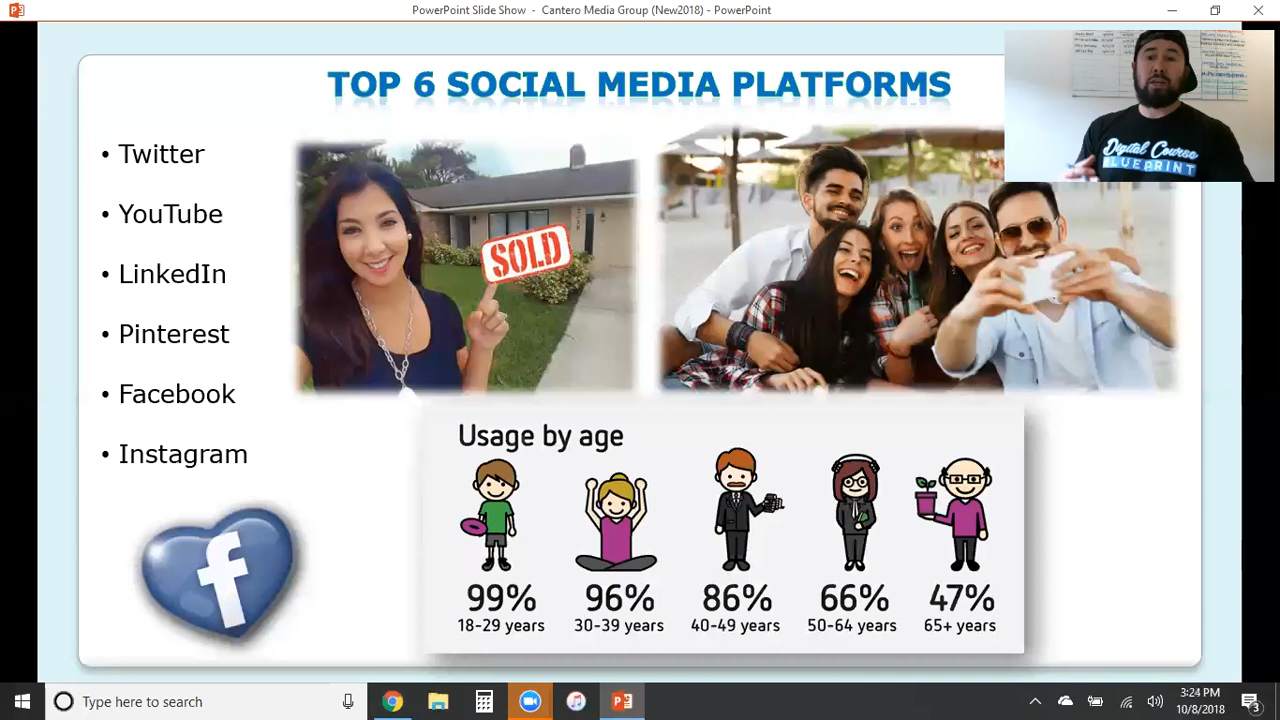 PowerPoint Slide Show - Cantero Media Group (New2018) - PowerPoint
TOP 6 SOCIAL MEDIA PLATFORMS
• Twitter
• YouTube
• LinkedIn
• Pinterest
• Facebook
• Instagram
SOLD
Digital Course
BLUEPRINT
f
Usage by age
99% 96% 86% 66% 47%
18-29 years 30-39 years 40-49 years 50-64 years 65+ years
Type here to search
3:24 PM
10/8/2018
3